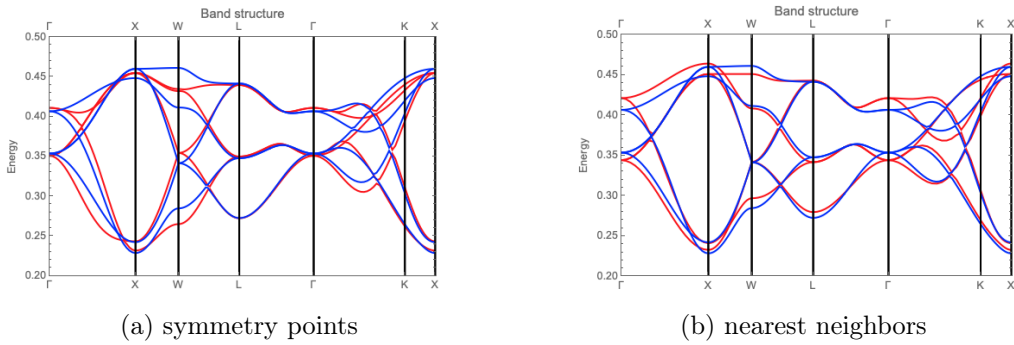 Band structure
Γ X W L Γ K X
0.50
0.45
0.40
0.35
0.30
0.25
0.20
Energy
Γ X W L Γ K X
(a) symmetry points
Band structure
Γ X W L Γ K X
0.50
0.45
0.40
0.35
0.30
0.25
0.20
Energy
Γ X W L Γ K X
(b) nearest neighbors